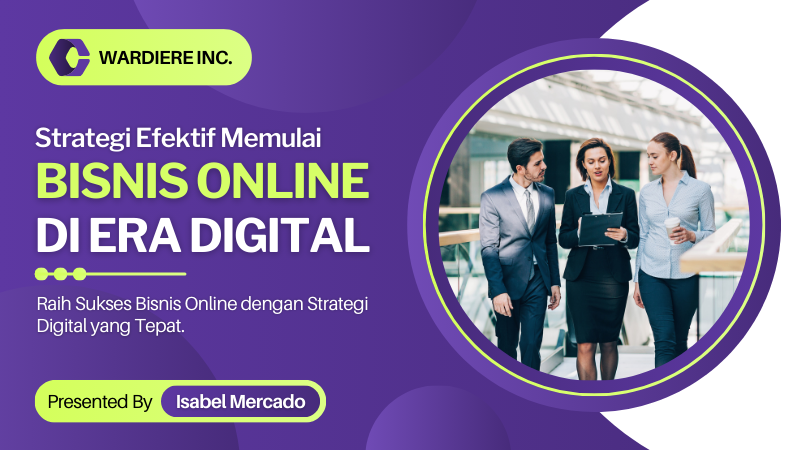 WARDIERE INC.
Strategi Efektif Memulai
BISNIS ONLINE
DI ERA DIGITAL
Raih Sukses Bisnis Online dengan Strategi
Digital yang Tepat.
Presented By Isabel Mercado